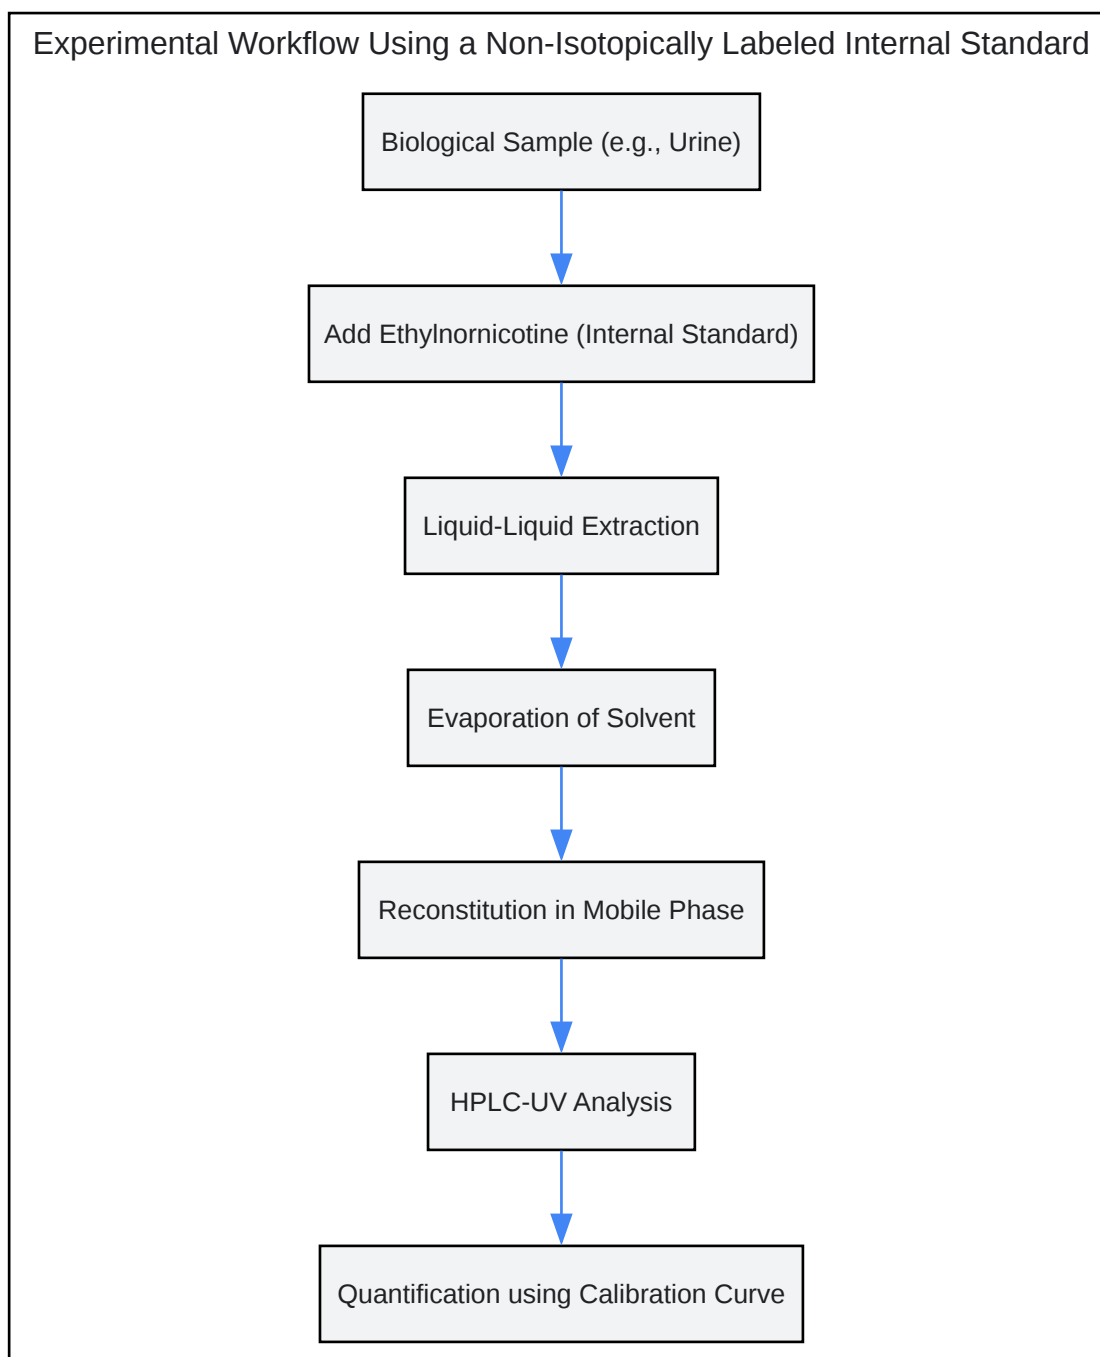 Experimental Workflow Using a Non-Isotopically Labeled Internal Standard
Biological Sample (e.g., Urine)
Add Ethylnornicotine (Internal Standard)
Liquid-Liquid Extraction
Evaporation of Solvent
Reconstitution in Mobile Phase
HPLC-UV Analysis
Quantification using Calibration Curve